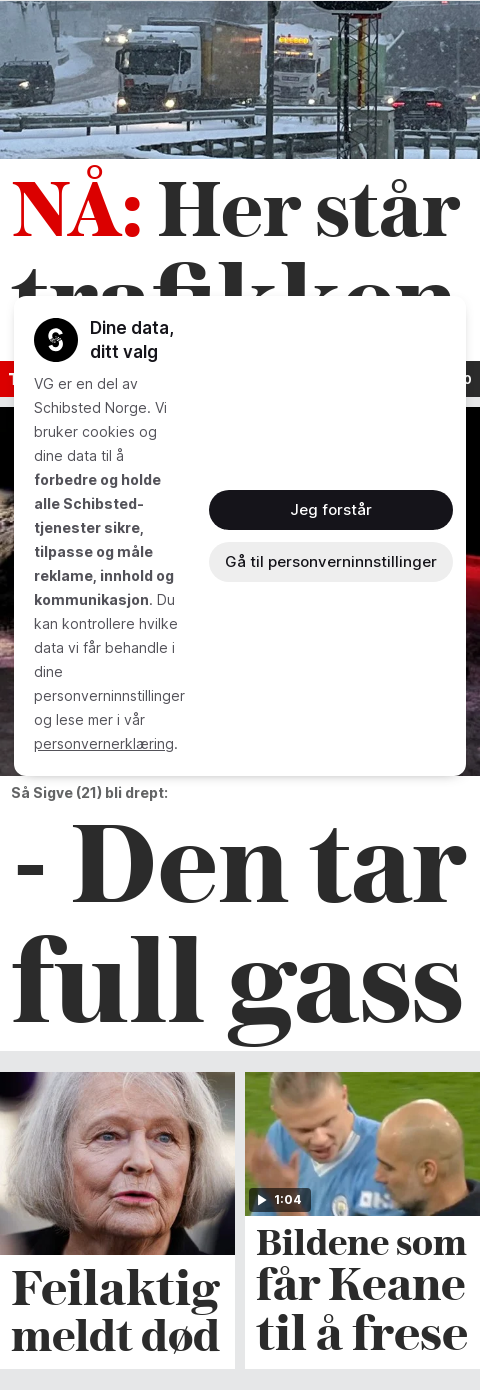 NÅ: Her står
trafikken
Dine data,
ditt valg
VG er en del av
Schibsted Norge. Vi
bruker cookies og
dine data til å
forbedre og holde
alle Schibsted-
tjenester sikre,
tilpasse og måle
reklame, innhold og
kommunikasjon. Du
kan kontrollere hvilke
data vi får behandle i
dine
personverninnstillinger
og lese mer i vår
personvernerklæring.
Jeg forstår
Gå til personverninnstillinger
Så Sigve (21) bli drept:
- Den tar
full gass
1:04
Feilaktig
meldt død
Bildene som
får Keane
til å frese